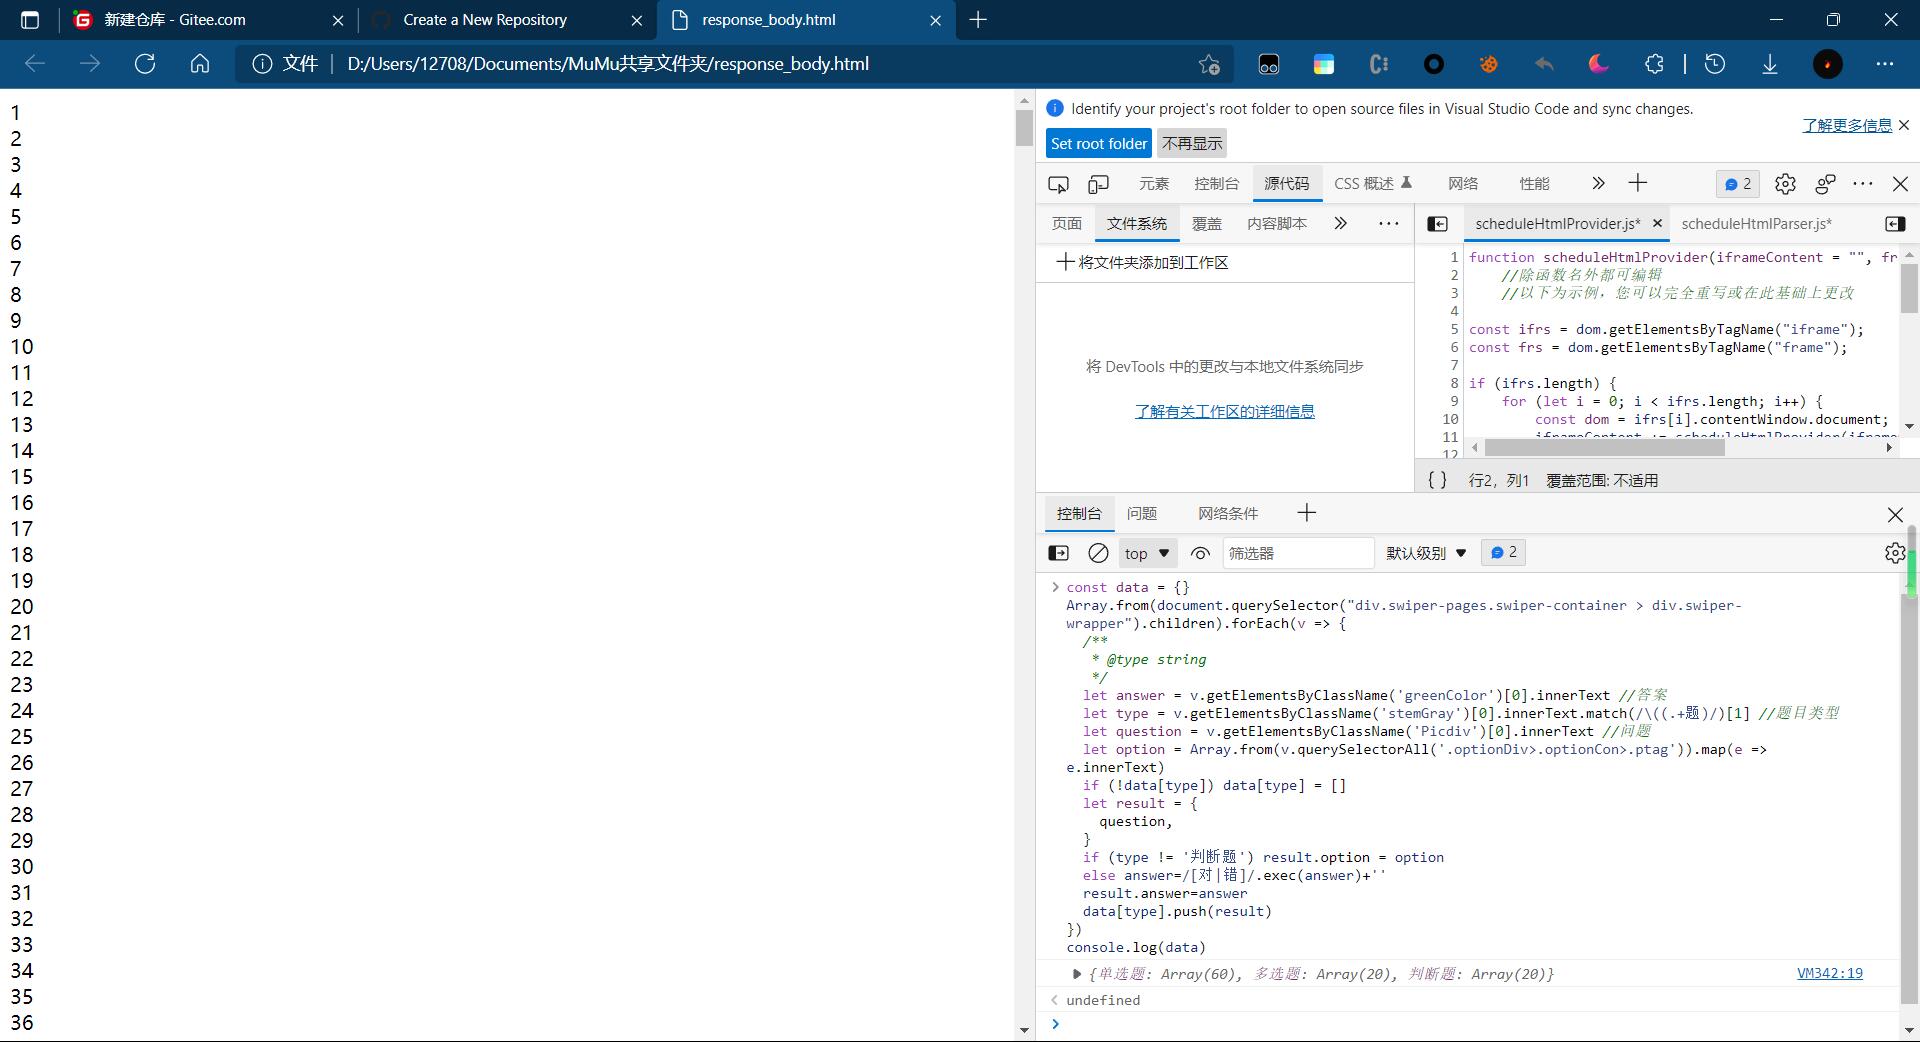 新建仓库 - Gitee.com
Create a New Repository
response_body.html
文件
D:/Users/12708/Documents/MuMu共享文件夹/response_body.html
1
2
3
4
5
6
7
8
9
10
11
12
13
14
15
16
17
18
19
20
21
22
23
24
25
26
27
28
29
30
31
32
33
34
35
36
Identify your project's root folder to open source files in Visual Studio Code and sync changes.
了解更多信息
Set root folder 不再显示
元素 控制台 源代码 CSS 概述 网络 性能 2
页面 文件系统 覆盖 内容脚本
将文件夹添加到工作区
将 DevTools 中的更改与本地文件系统同步
了解有关工作区的详细信息
scheduleHtmlProvider.js* scheduleHtmlParser.js*
1 function scheduleHtmlProvider(iframeContent = "", fr
2 //除函数名外都可编辑
3 //以下为示例，您可以完全重写或在此基础上更改
4
5 const ifrs = dom.getElementsByTagName("iframe");
6 const frs = dom.getElementsByTagName("frame");
7
8 if (ifrs.length) {
9 for (let i = 0; i < ifrs.length; i++) {
10 const dom = ifrs[i].contentWindow.document;
11 iframeContent += scheduleHtmlProvider(iframe
12
{ } 行2，列1 覆盖范围: 不适用
控制台 问题 网络条件
top 筛选器 默认级别 2
const data = {}
Array.from(document.querySelector("div.swiper-pages.swiper-container > div.swiper-
wrapper").children).forEach(v => {
/**
* @type string
*/
let answer = v.getElementsByClassName('greenColor')[0].innerText //答案
let type = v.getElementsByClassName('stemGray')[0].innerText.match(/\((.+题)/)[1] //题目类型
let question = v.getElementsByClassName('Picdiv')[0].innerText //问题
let option = Array.from(v.querySelectorAll('.optionDiv>.optionCon>.ptag')).map(e =>
e.innerText)
if (!data[type]) data[type] = []
let result = {
question,
}
if (type != '判断题') result.option = option
else answer=/[对|错]/.exec(answer)+''
result.answer=answer
data[type].push(result)
})
console.log(data)
{单选题: Array(60), 多选题: Array(20), 判断题: Array(20)} VM342:19
undefined